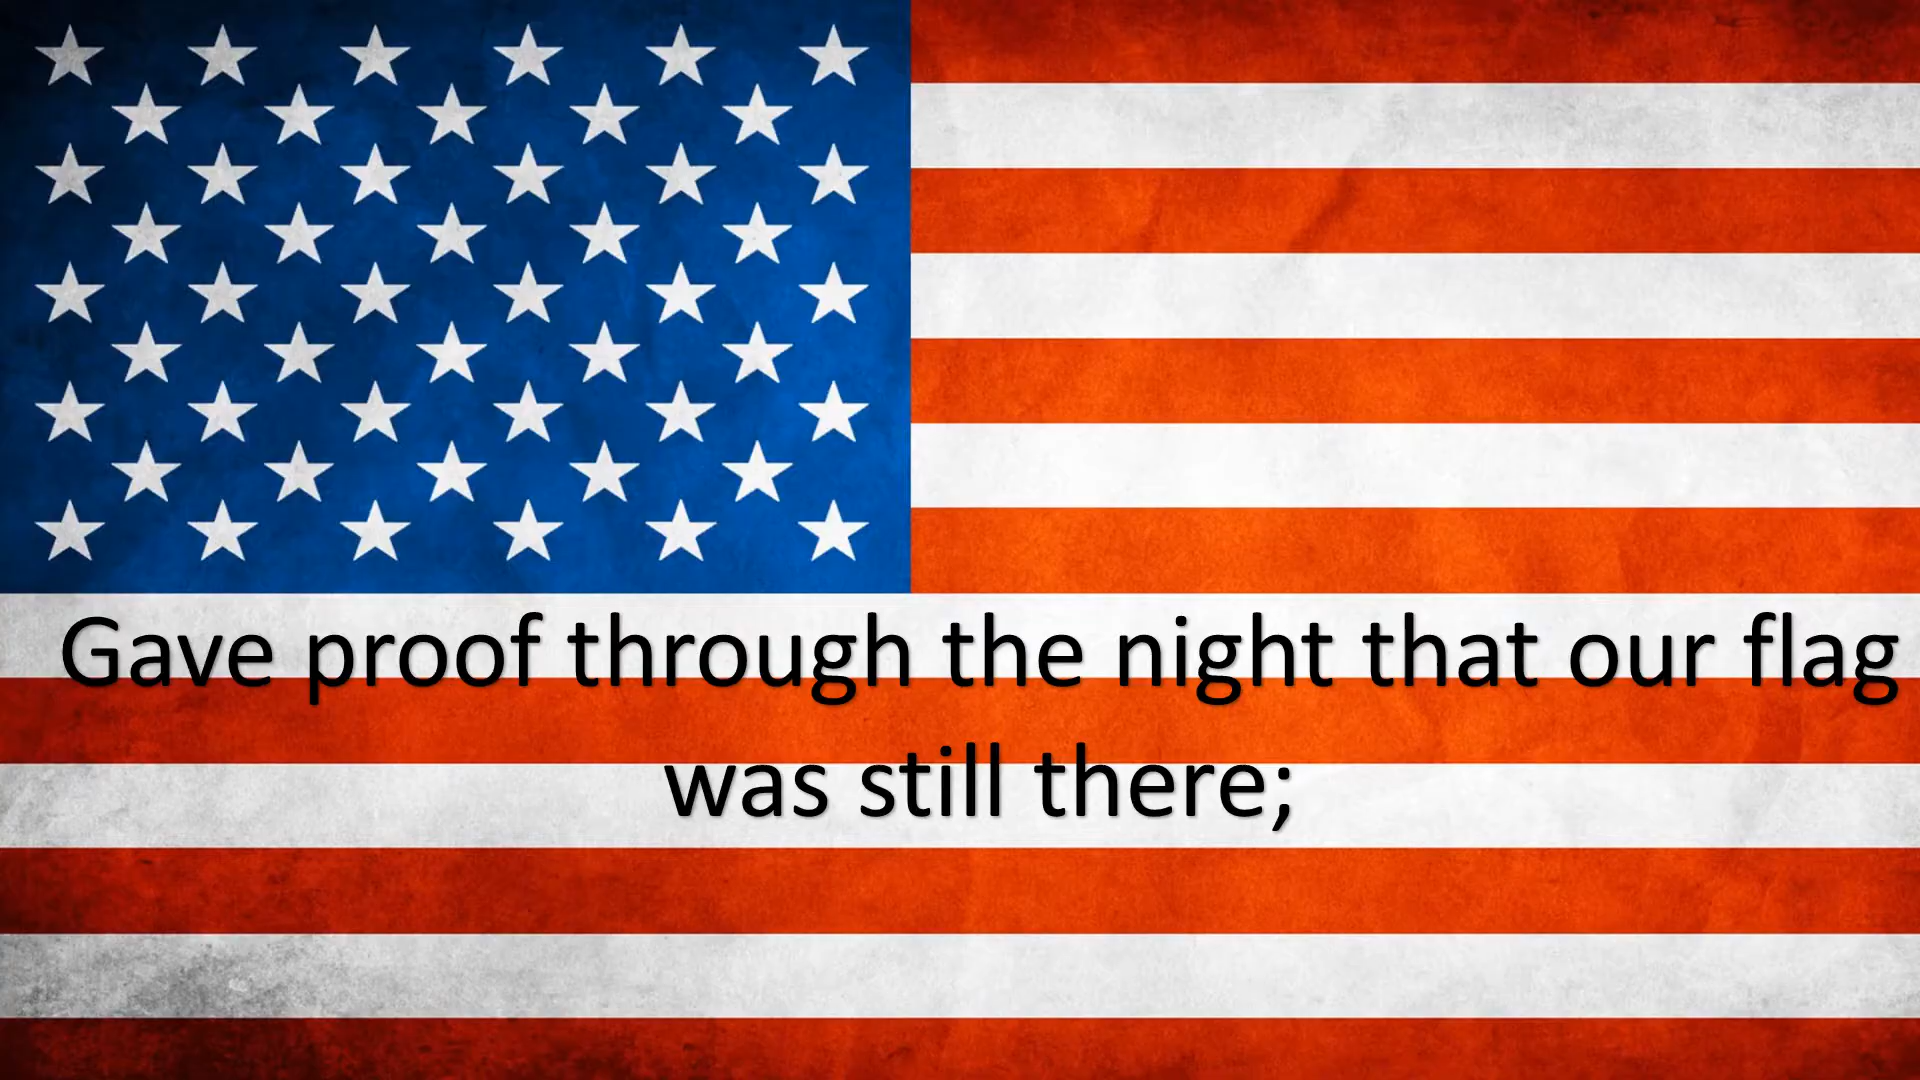 Gave proof through the night that our flag
was still there;